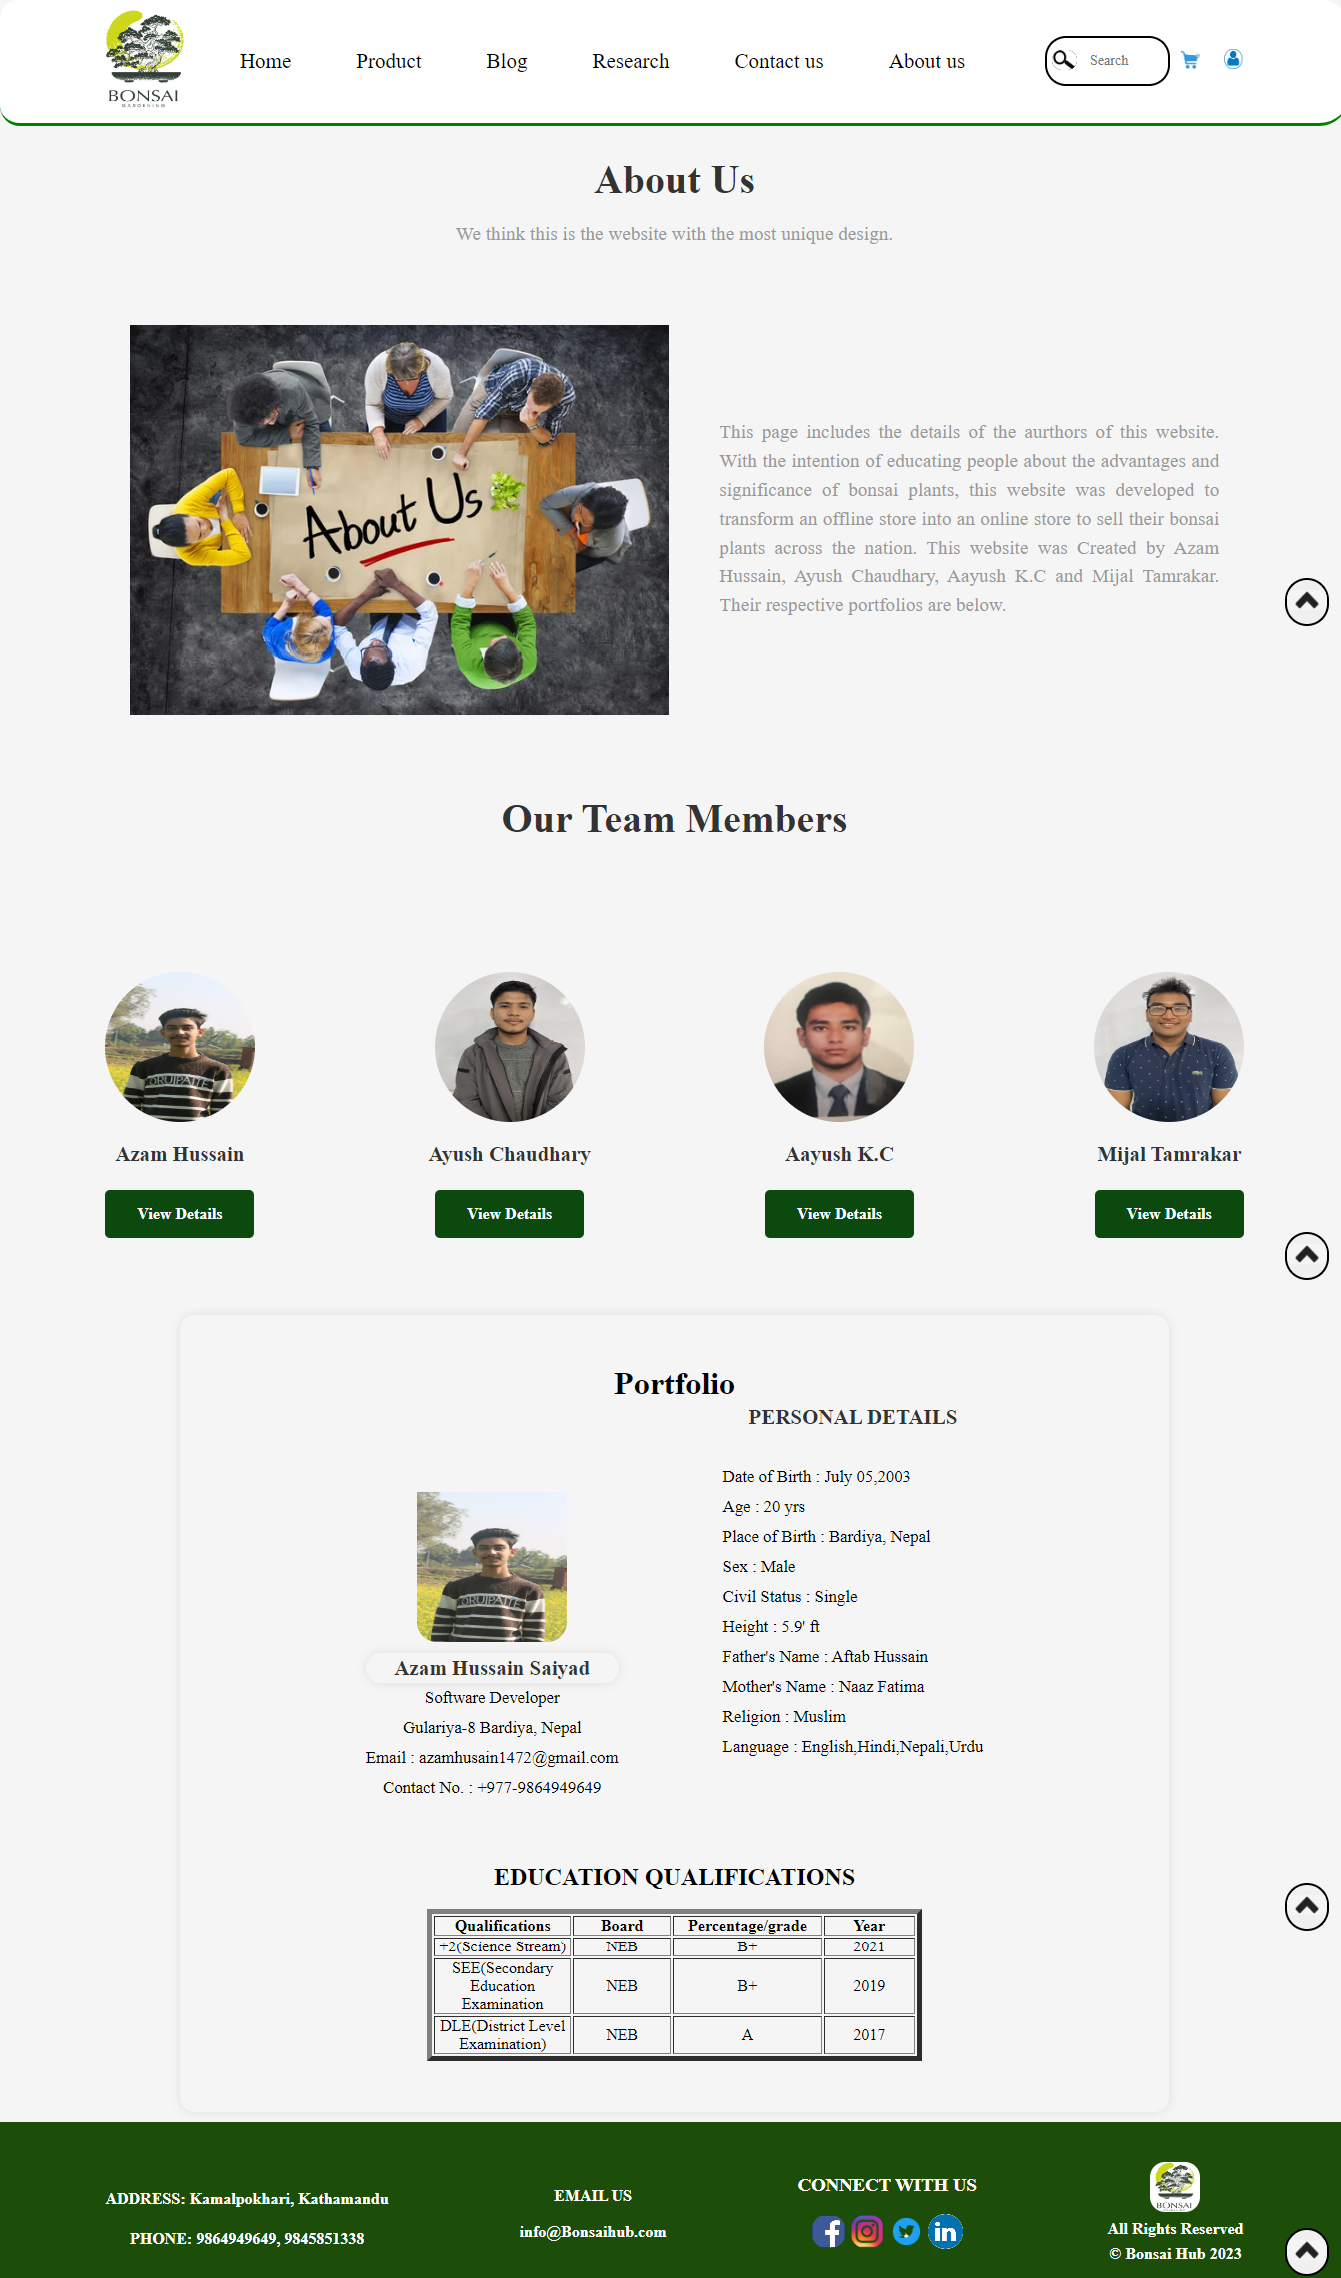 BONSAI
GARDENING
Home
Product
Blog
Research
Contact us
About us
Search
About Us
We think this is the website with the most unique design.
About Us
This page includes the details of the aurthors of this website.
With the intention of educating people about the advantages and
significance of bonsai plants, this website was developed to
transform an offline store into an online store to sell their bonsai
plants across the nation. This website was Created by Azam
Hussain, Ayush Chaudhary, Aayush K.C and Mijal Tamrakar.
Their respective portfolios are below.
Our Team Members
Azam Hussain
View Details
Ayush Chaudhary
View Details
Aayush K.C
View Details
Mijal Tamrakar
View Details
Portfolio
Azam Hussain Saiyad
Software Developer
Gulariya-8 Bardiya, Nepal
Email : azamhusain1472@gmail.com
Contact No. : +977-9864949649
PERSONAL DETAILS
Date of Birth : July 05,2003
Age : 20 yrs
Place of Birth : Bardiya, Nepal
Sex : Male
Civil Status : Single
Height : 5.9' ft
Father's Name : Aftab Hussain
Mother's Name : Naaz Fatima
Religion : Muslim
Language : English,Hindi,Nepali,Urdu
EDUCATION QUALIFICATIONS
Qualifications Board Percentage/grade Year
+2(Science Stream) NEB B+ 2021
SEE(Secondary
Education
Examination
NEB B+ 2019
DLE(District Level
Examination)
NEB A 2017
ADDRESS: Kamalpokhari, Kathamandu
PHONE: 9864949649, 9845851338
EMAIL US
info@Bonsaihub.com
CONNECT WITH US
BONSAI
All Rights Reserved
© Bonsai Hub 2023